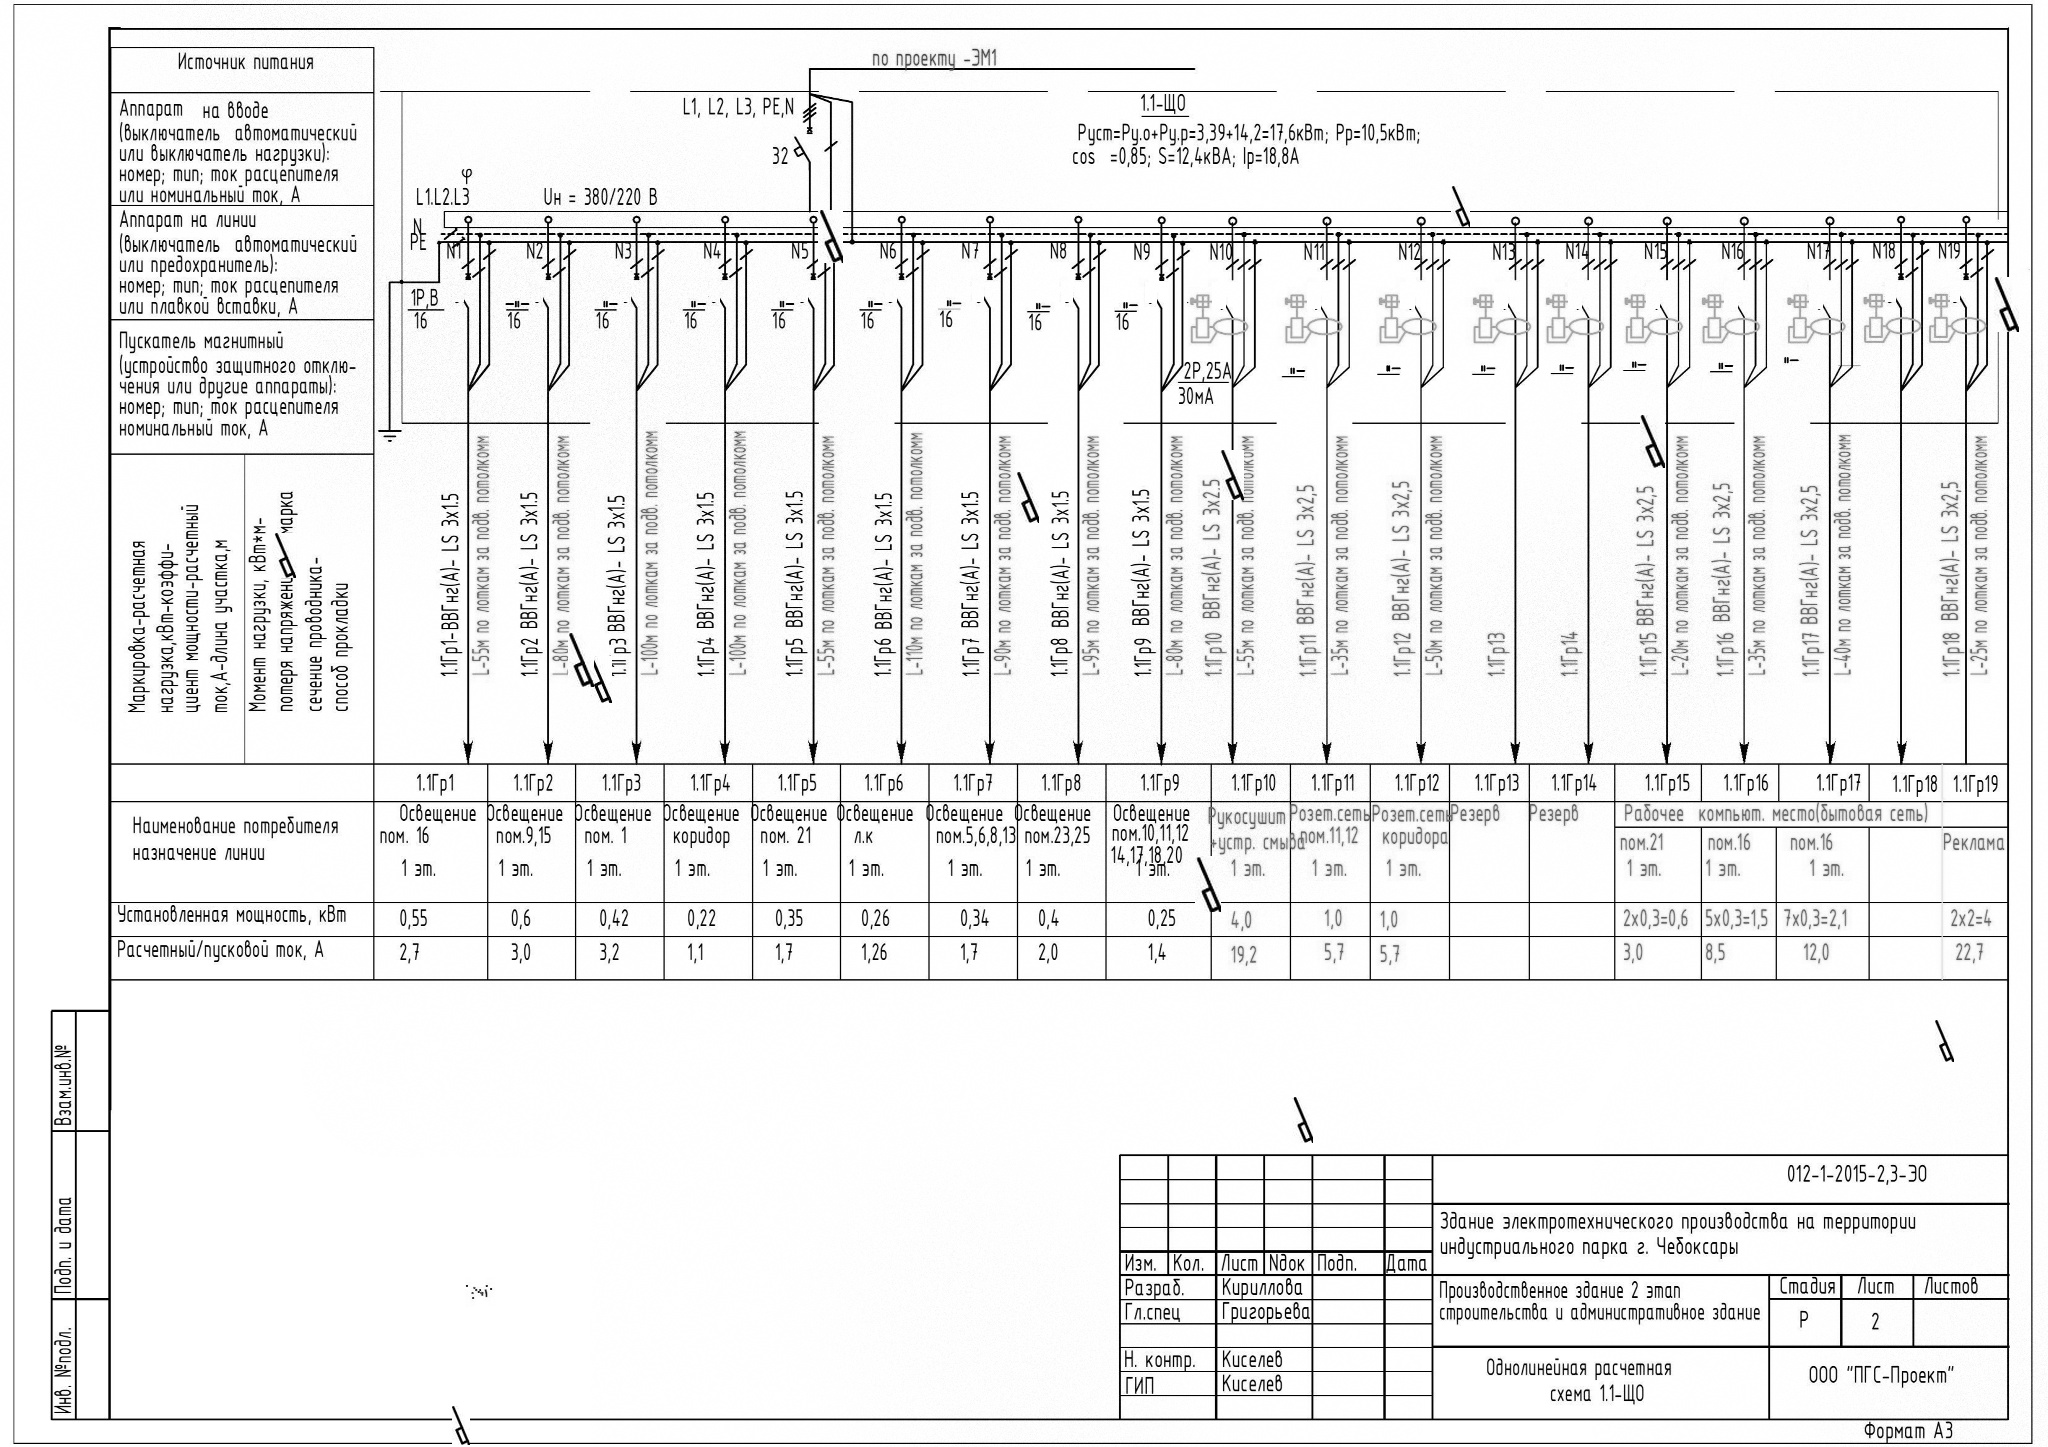 по проекту -ЭМ1
Источник питания
Аппарат на вводе
(выключатель автоматический
или выключатель нагрузки):
номер; тип; ток расцепителя
или номинальный ток, А
L1, L2, L3, PE,N
32
1.1-ЩО
Руст=Ру.о+Ру.р=3,39+14,2=17,6кВт; Рр=10,5кВт;
cos =0,85; S=12,4кВА; Iр=18,8А
φ
L1.L2.L3
Uн = 380/220 В
N
PE
Аппарат на линии
(выключатель автоматический
или предохранитель):
номер; тип; ток расцепителя
или плавкой вставки, А
N1 N2 N3 N4 N5 N6 N7 N8 N9 N10 N11 N12 N13 N14 N15 N16 N17 N18 N19
1Р,В
16
-"-
16
"-
16
"-
16
"-
16
"-
16
"-
16
"-
16
"-
16
Пускатель магнитный
(устройство защитного отклю-
чения или другие аппараты):
номер; тип; ток расцепителя
номинальный ток, А
2Р,25А
30мА
"- "- "- "- "- "- "-
Маркировка-расчетная
нагрузка,кВт-коэффи-
циент мощности-расчетный
ток,А-длина участка,м
Момент нагрузки, кВт*м-
потеря напряжен марка
сечение проводника-
способ прокладки
1.1Гр1-ВВГнг(А)- LS 3х1.5
L-55м по лоткам за подв. потолкомм
1.1Гр2 ВВГнг(А)- LS 3х1.5
L-80м по лоткам за подв. потолкомм
1.1Гр3 ВВГнг(А)- LS 3х1.5
L-100м по лоткам за подв. потолкомм
1.1Гр4 ВВГнг(А)- LS 3х1.5
L-100м по лоткам за подв. потолкомм
1.1Гр5 ВВГнг(А)- LS 3х1.5
L-55м по лоткам за подв. потолкомм
1.1Гр6 ВВГнг(А)- LS 3х1.5
L-110м по лоткам за подв. потолкомм
1.1Гр7 ВВГнг(А)- LS 3х1.5
L-90м по лоткам за подв. потолкомм
1.1Гр8 ВВГнг(А)- LS 3х1.5
L-95м по лоткам за подв. потолкомм
1.1Гр9 ВВГнг(А)- LS 3х1.5
L-80м по лоткам за подв. потолкомм
1.1Гр10 ВВГнг(А)- LS 3х2.5
L-55м по лоткам за подв. потолкомм
1.1Гр11 ВВГнг(А)- LS 3х2,5
L-35м по лоткам за подв. потолкомм
1.1Гр12 ВВГнг(А)- LS 3х2,5
L-50м по лоткам за подв. потолкомм
1.1Гр13
1.1Гр14
1.1Гр15 ВВГнг(А)- LS 3х2,5
L-20м по лоткам за подв. потолкомм
1.1Гр16 ВВГнг(А)- LS 3х2,5
L-35м по лоткам за подв. потолкомм
1.1Гр17 ВВГнг(А)- LS 3х2,5
L-40м по лоткам за подв. потолкомм
1.1Гр18 ВВГнг(А)- LS 3х2,5
L-25м по лоткам за подв. потолкомм
1.1Гр1 1.1Гр2 1.1Гр3 1.1Гр4 1.1Гр5 1.1Гр6 1.1Гр7 1.1Гр8 1.1Гр9 1.1Гр10 1.1Гр11 1.1Гр12 1.1Гр13 1.1Гр14 1.1Гр15 1.1Гр16 1.1Гр17 1.1Гр18 1.1Гр19
Наименование потребителя
назначение линии
Освещение
пом. 16
1 эт.
Освещение
пом.9,15
1 эт.
Освещение
пом. 1
1 эт.
Освещение
коридор
1 эт.
Освещение
пом. 21
1 эт.
Освещение
л.к
1 эт.
Освещение
пом.5,6,8,13
1 эт.
Освещение
пом.23,25
1 эт.
Освещение
пом.10,11,12
14,17,18,20
1 эт.
Рукосушит
+устр. смыва
1 эт.
Розет.сеть
пом.11,12
1 эт.
Розет.сеть
коридора
1 эт.
Резерв
Резерв
Рабочее компьют. место(бытовая сеть)
пом.21
1 эт.
пом.16
1 эт.
пом.16
1 эт.
Реклама
Установленная мощность, кВт 0,55 0,6 0,42 0,22 0,35 0,26 0,34 0,4 0,25 4,0 1,0 1,0 2х0,3=0,6 5х0,3=1,5 7х0,3=2,1 2х2=4
Расчетный/пусковой ток, А 2,7 3,0 3,2 1,1 1,7 1,26 1,7 2,0 1,4 19,2 5,7 5,7 3,0 8,5 12,0 22,7
Взам.инв.№
Подп. и дата
Инв. №подл.
012-1-2015-2,3-ЭО
Здание электротехнического производства на территории
индустриального парка г. Чебоксары
Изм. Кол. Лист Nдок Подп. Дата
Разраб. Кириллова
Гл.спец Григорьева
Н. контр. Киселев
ГИП Киселев
Производственное здание 2 этап
строительства и административное здание
Стадия Лист Листов
Р 2
Однолинейная расчетная
схема 1.1-ЩО
ООО "ПГС-Проект"
Формат А3